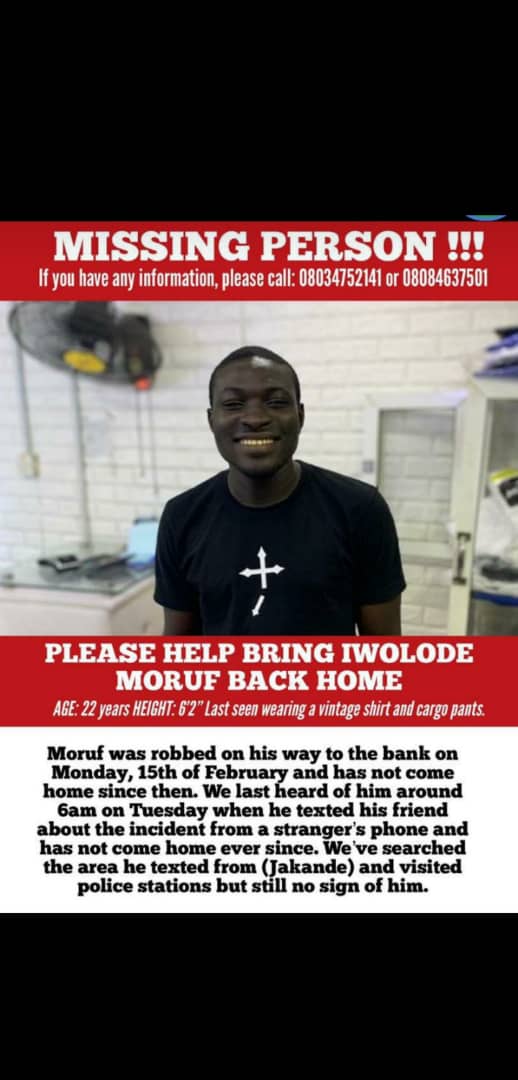 MISSING PERSON !!!
If you have any information, please call: 08034752141 or 08084637501
PLEASE HELP BRING IWOLODE
MORUF BACK HOME
AGE: 22 years HEIGHT: 6'2” Last seen wearing a vintage shirt and cargo pants.
Moruf was robbed on his way to the bank on
Monday, 15th of February and has not come
home since then. We last heard of him around
6am on Tuesday when he texted his friend
about the incident from a stranger's phone and
has not come home ever since. We've searched
the area he texted from (Jakande) and visited
police stations but still no sign of him.